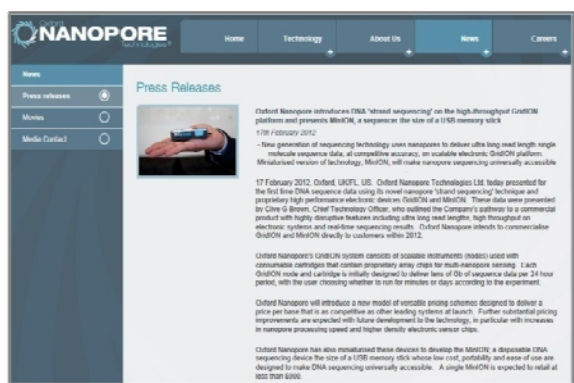 Oxford
NANOPORE
technologies®
Home
Technology
About Us
News
Careers
News
Press releases
Movies
Media Contact
Press Releases
Oxford Nanopore introduces DNA 'strand sequencing' on the high-throughput GridION
platform and presents MinION, a sequencer the size of a USB memory stick
17th February 2012
- New generation of sequencing technology uses nanopores to deliver ultra long read length single
molecule sequence data, at competitive accuracy, on scalable electronic GridION platform.
Miniaturised version of technology, MinION, will make nanopore sequencing universally accessible
17 February 2012, Oxford, UK/FL, US. Oxford Nanopore Technologies Ltd. today presented for
the first time DNA sequence data using its novel nanopore 'strand sequencing' technique and
proprietary high performance electronic devices GridION and MinION. These data were presented
by Clive G Brown, Chief Technology Officer, who outlined the Company's pathway to a commercial
product with highly disruptive features including ultra long read lengths, high throughput on
electronic systems and real-time sequencing results. Oxford Nanopore intends to commercialise
GridION and MinION directly to customers within 2012.
Oxford Nanopore's GridION system consists of scalable instruments (nodes) used with
consumable cartridges that contain proprietary array chips for multi-nanopore sensing. Each
GridION node and cartridge is initially designed to deliver tens of Gb of sequence data per 24 hour
period, with the user choosing whether to run for minutes or days according to the experiment.
Oxford Nanopore will introduce a new model of versatile pricing schemes designed to deliver a
price per base that is as competitive as other leading systems at launch. Further substantial pricing
improvements are expected with future development to the technology, in particular with increases
in nanopore processing speed and higher density electronic sensor chips.
Oxford Nanopore has also miniaturised these devices to develop the MinION; a disposable DNA
sequencing device the size of a USB memory stick whose low cost, portability and ease of use are
designed to make DNA sequencing universally accessible. A single MinION is expected to retail at
less than $900.